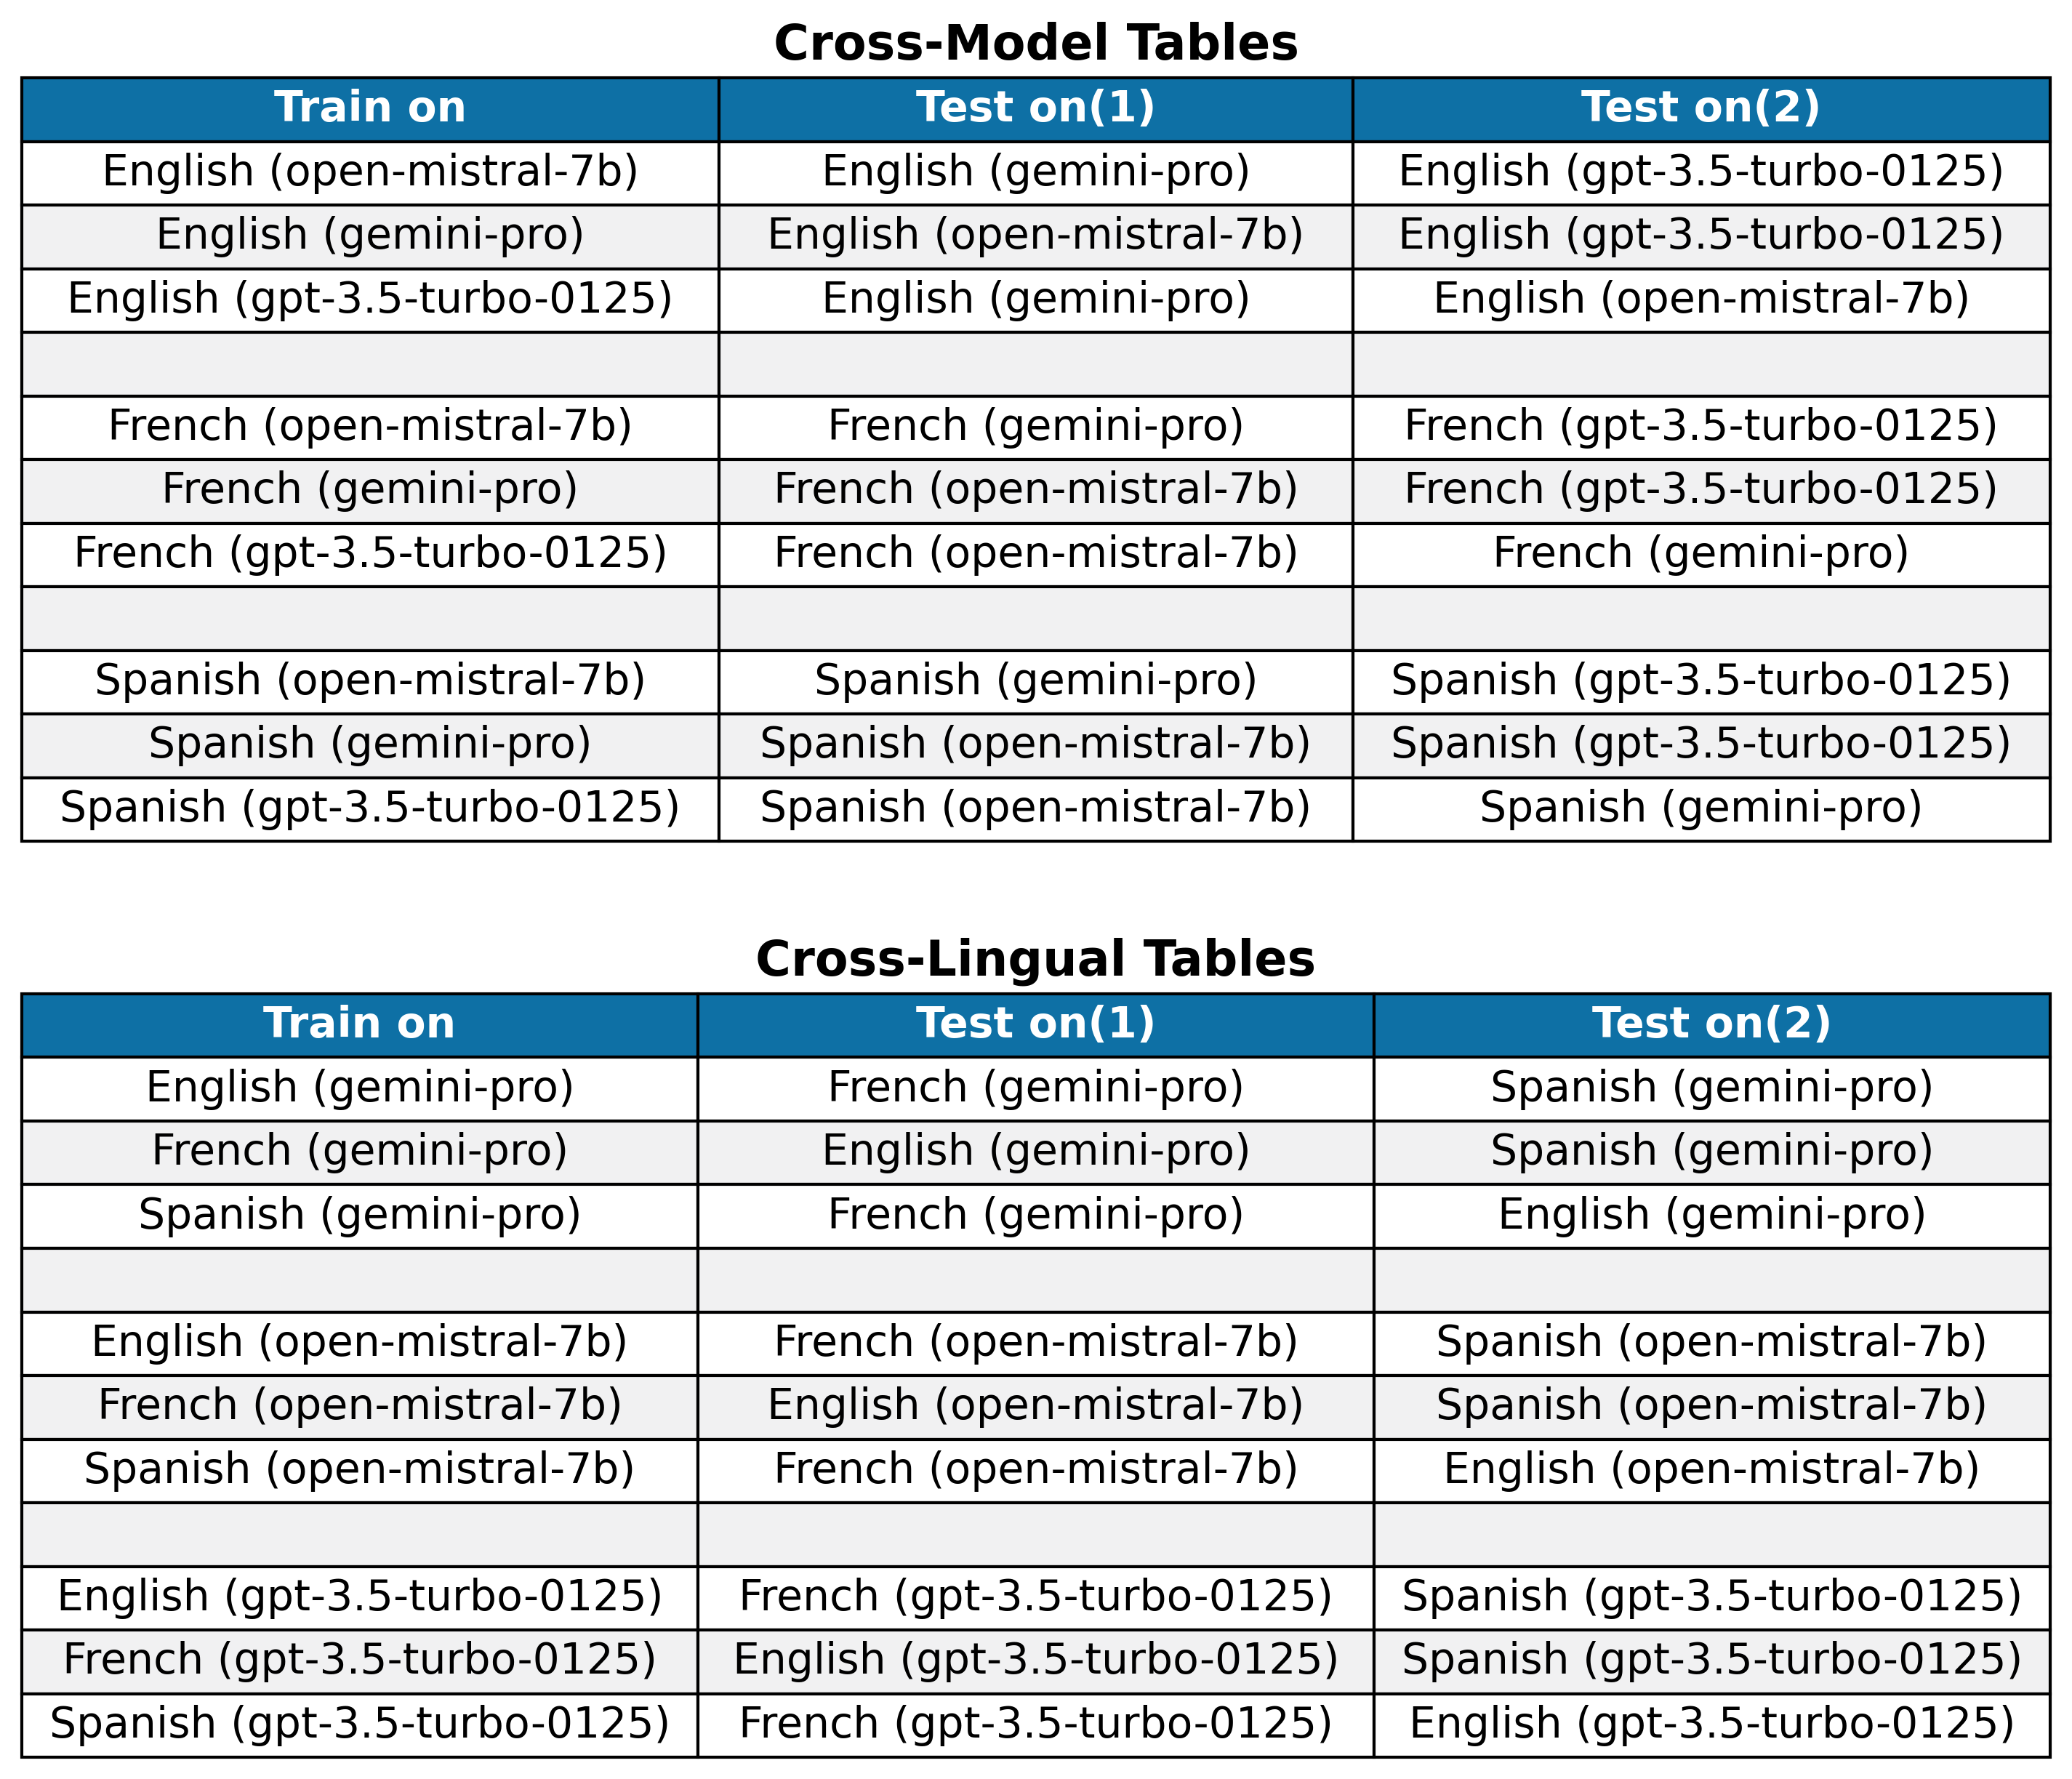 Cross-Model Tables
Train on Test on(1) Test on(2)
English (open-mistral-7b) English (gemini-pro) English (gpt-3.5-turbo-0125)
English (gemini-pro) English (open-mistral-7b) English (gpt-3.5-turbo-0125)
English (gpt-3.5-turbo-0125) English (gemini-pro) English (open-mistral-7b)
French (open-mistral-7b) French (gemini-pro) French (gpt-3.5-turbo-0125)
French (gemini-pro) French (open-mistral-7b) French (gpt-3.5-turbo-0125)
French (gpt-3.5-turbo-0125) French (open-mistral-7b) French (gemini-pro)
Spanish (open-mistral-7b) Spanish (gemini-pro) Spanish (gpt-3.5-turbo-0125)
Spanish (gemini-pro) Spanish (open-mistral-7b) Spanish (gpt-3.5-turbo-0125)
Spanish (gpt-3.5-turbo-0125) Spanish (open-mistral-7b) Spanish (gemini-pro)
Cross-Lingual Tables
Train on Test on(1) Test on(2)
English (gemini-pro) French (gemini-pro) Spanish (gemini-pro)
French (gemini-pro) English (gemini-pro) Spanish (gemini-pro)
Spanish (gemini-pro) French (gemini-pro) English (gemini-pro)
English (open-mistral-7b) French (open-mistral-7b) Spanish (open-mistral-7b)
French (open-mistral-7b) English (open-mistral-7b) Spanish (open-mistral-7b)
Spanish (open-mistral-7b) French (open-mistral-7b) English (open-mistral-7b)
English (gpt-3.5-turbo-0125) French (gpt-3.5-turbo-0125) Spanish (gpt-3.5-turbo-0125)
French (gpt-3.5-turbo-0125) English (gpt-3.5-turbo-0125) Spanish (gpt-3.5-turbo-0125)
Spanish (gpt-3.5-turbo-0125) French (gpt-3.5-turbo-0125) English (gpt-3.5-turbo-0125)